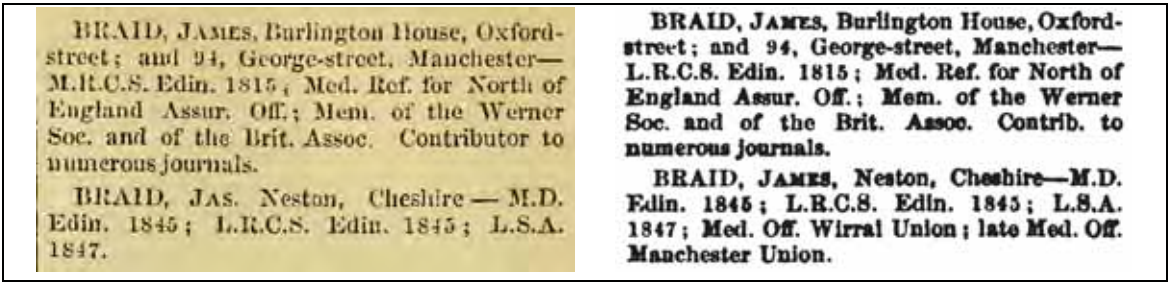 BRAID, JAMES, Burlington House, Oxford-
street; and 94, George-street, Manchester—
M.R.C.S. Edin. 1815; Med. Ref. for North of
England Assur. Off.; Mem. of the Werner
Soc. and of the Brit. Assoc. Contributor to
numerous journals.
BRAID, JAS. Neston, Cheshire — M.D.
Edin. 1845; L.R.C.S. Edin. 1845; L.S.A.
1847.
BRAID, JAMES, Burlington House, Oxford-
street; and 94, George-street, Manchester—
L.R.C.S. Edin. 1815; Med. Ref. for North of
England Assur. Off.; Mem. of the Werner
Soc. and of the Brit. Assoc. Contrib. to
numerous journals.
BRAID, JAMES, Neston, Cheshire—M.D.
Edin. 1845; L.R.C.S. Edin. 1845; L.S.A.
1847; Med. Off. Wirral Union; late Med. Off.
Manchester Union.